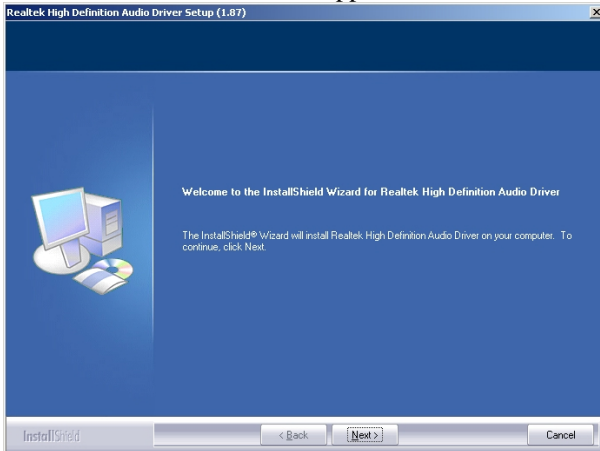 Realtek High Definition Audio Driver Setup (1.87)
Welcome to the InstallShield Wizard for Realtek High Definition Audio Driver
The InstallShield® Wizard will install Realtek High Definition Audio Driver on your computer. To
continue, click Next.
InstallShield
< Back
Next >
Cancel